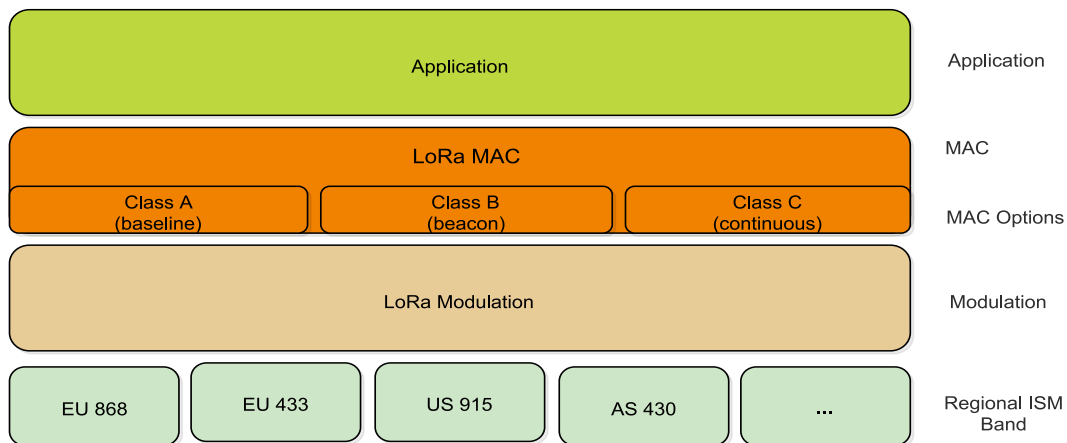 Application
Application
LoRa MAC
MAC
Class A
(baseline)
Class B
(beacon)
Class C
(continuous)
MAC Options
LoRa Modulation
Modulation
EU 868
EU 433
US 915
AS 430
...
Regional ISM
Band